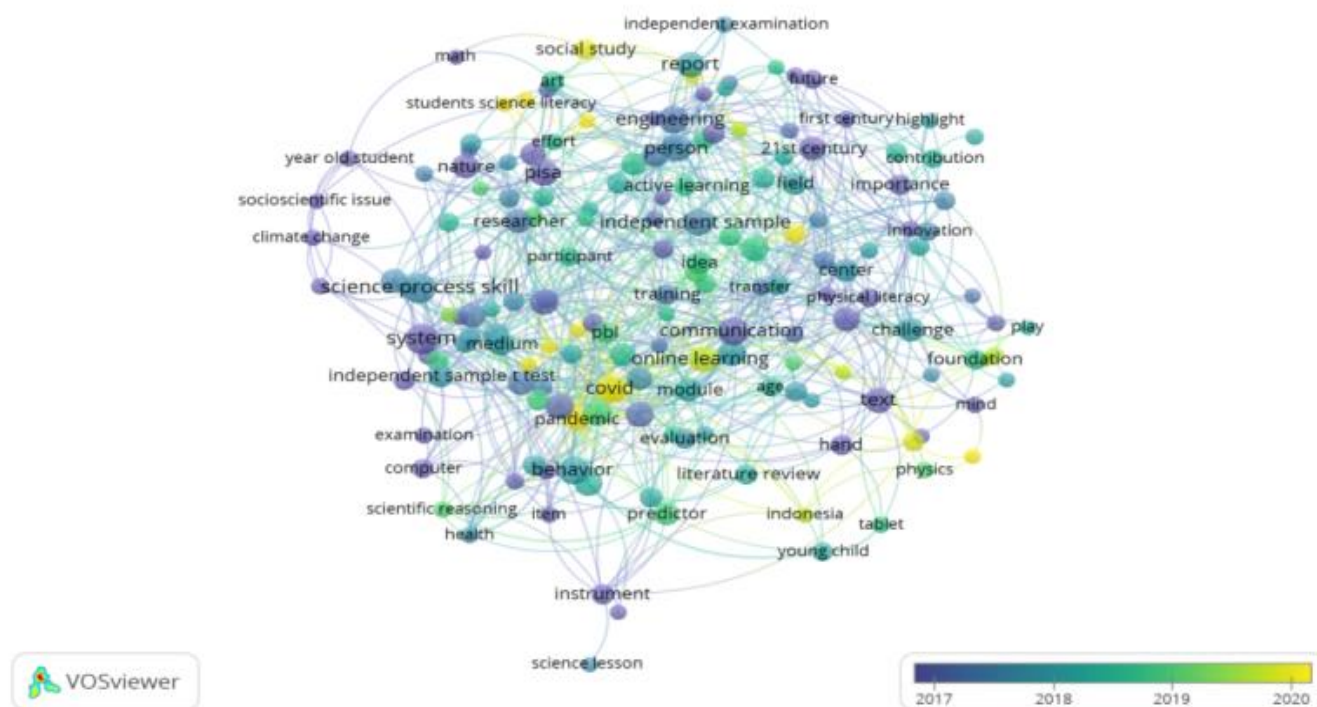 independent examination
social study
math
report
art
future
students science literacy
engineering
first century
highlight
effort
person
21st century
year old student
nature
pisa
contribution
active learning
field
importance
socioscientific issue
researcher
independent sample
innovation
climate change
participant
idea
center
science process skill
training
transfer
physical literacy
system
medium
pbl
communication
challenge
play
online learning
foundation
independent sample t test
covid
module
age
text
mind
pandemic
examination
evaluation
hand
computer
behavior
literature review
physics
scientific reasoning
item
predictor
indonesia
tablet
health
young child
instrument
science lesson
VOSviewer
2017
2018
2019
2020